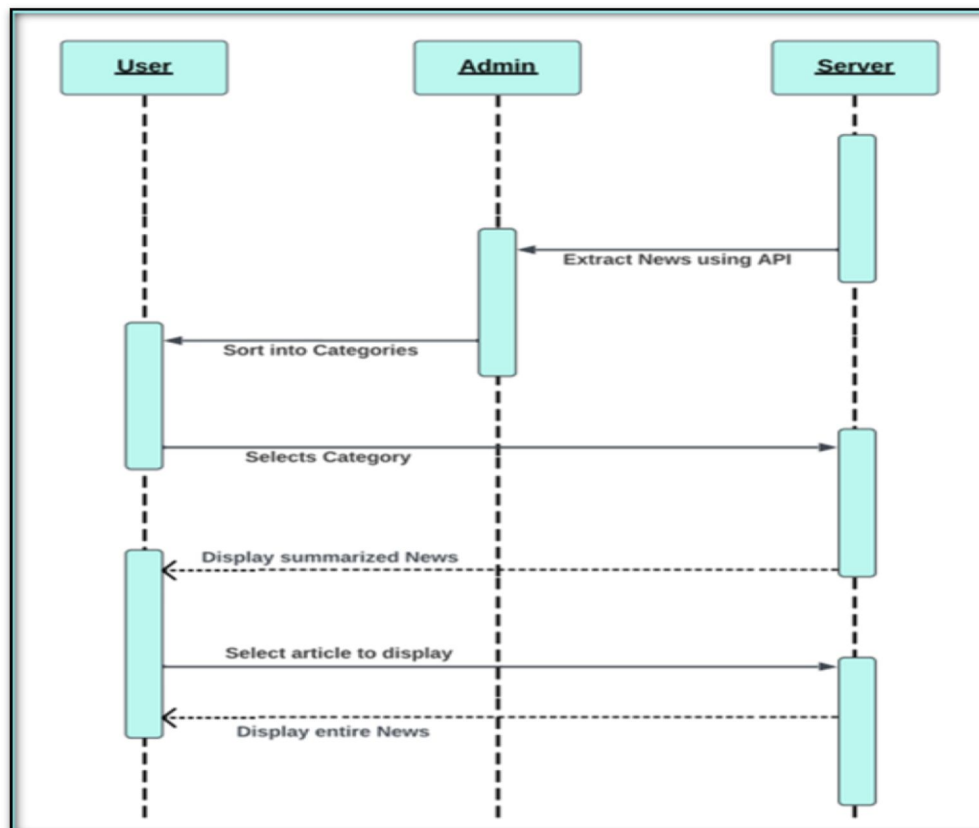 User
Admin
Server
Extract News using API
Sort into Categories
Selects Category
Display summarized News
Select article to display
Display entire News